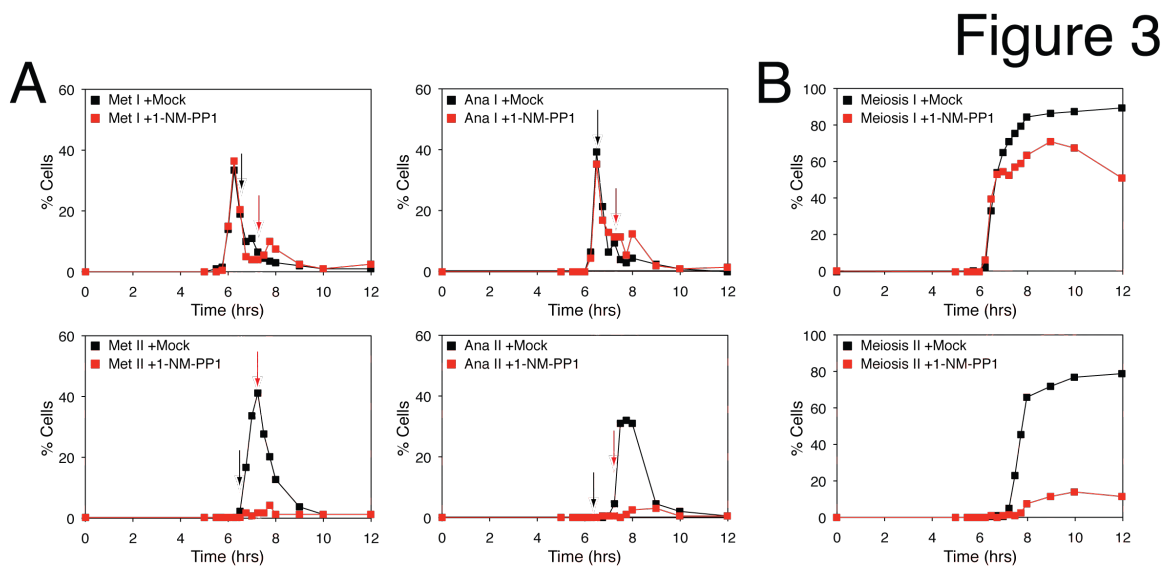 Figure 3
A
60
40
20
0
% Cells
Met I +Mock
Met I +1-NM-PP1
0 2 4 6 8 10 12
Time (hrs)
60
40
20
0
% Cells
Ana I +Mock
Ana I +1-NM-PP1
0 2 4 6 8 10 12
Time (hrs)
B
100
80
60
40
20
0
% Cells
Meiosis I +Mock
Meiosis I +1-NM-PP1
0 2 4 6 8 10 12
Time (hrs)
60
40
20
0
% Cells
Met II +Mock
Met II +1-NM-PP1
0 2 4 6 8 10 12
Time (hrs)
60
40
20
0
% Cells
Ana II +Mock
Ana II +1-NM-PP1
0 2 4 6 8 10 12
Time (hrs)
100
80
60
40
20
0
% Cells
Meiosis II +Mock
Meiosis II +1-NM-PP1
0 2 4 6 8 10 12
Time (hrs)